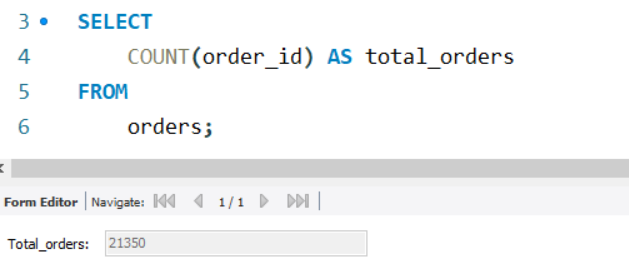 3 SELECT
4 COUNT(order_id) AS total_orders
5 FROM
6 orders;
Form Editor Navigate: 1 / 1
Total_orders: 21350